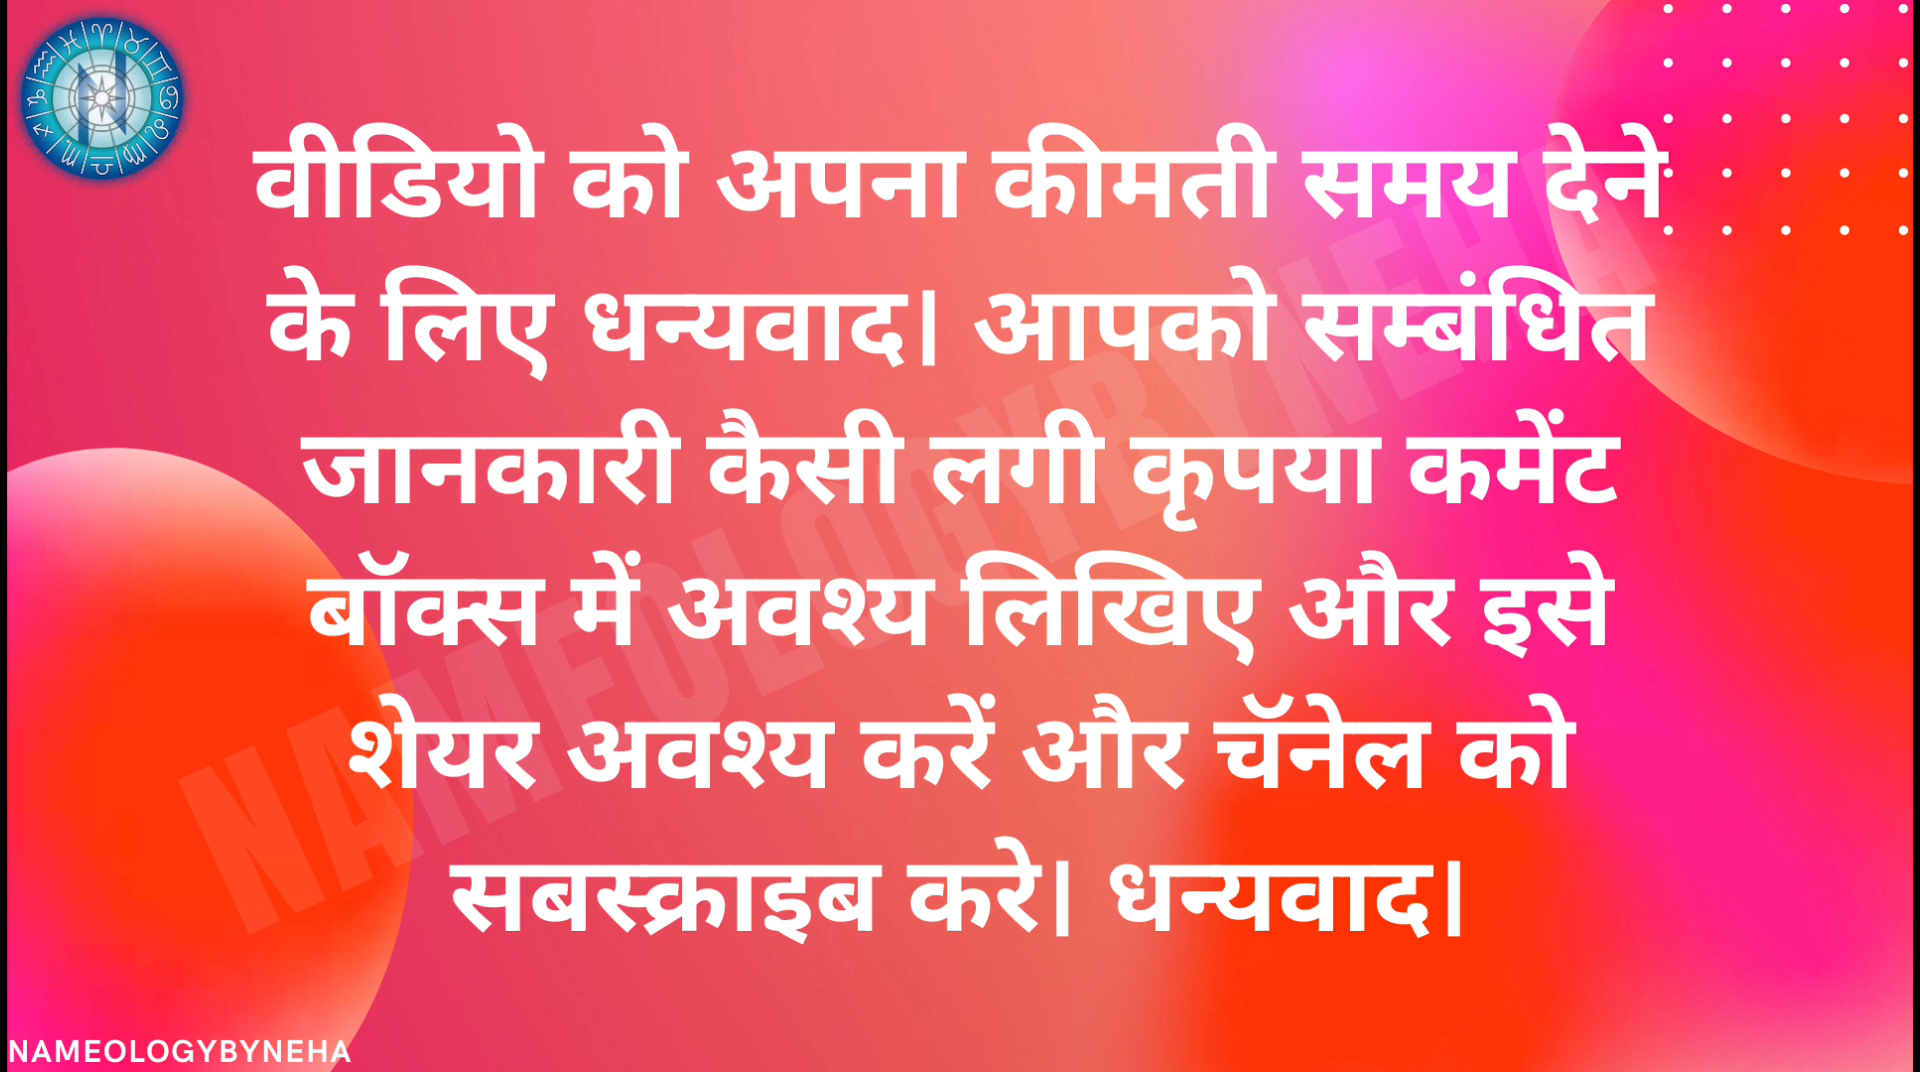 वीडियो को अपना कीमती समय देने
के लिए धन्यवाद। आपको सम्बंधित
जानकारी कैसी लगी कृपया कमेंट
बॉक्स में अवश्य लिखिए और इसे
शेयर अवश्य करें और चॅनेल को
सबस्क्राइब करे। धन्यवाद।
NAMEOLOGYBYNEHA
NAMEOLOGYBYNEHA